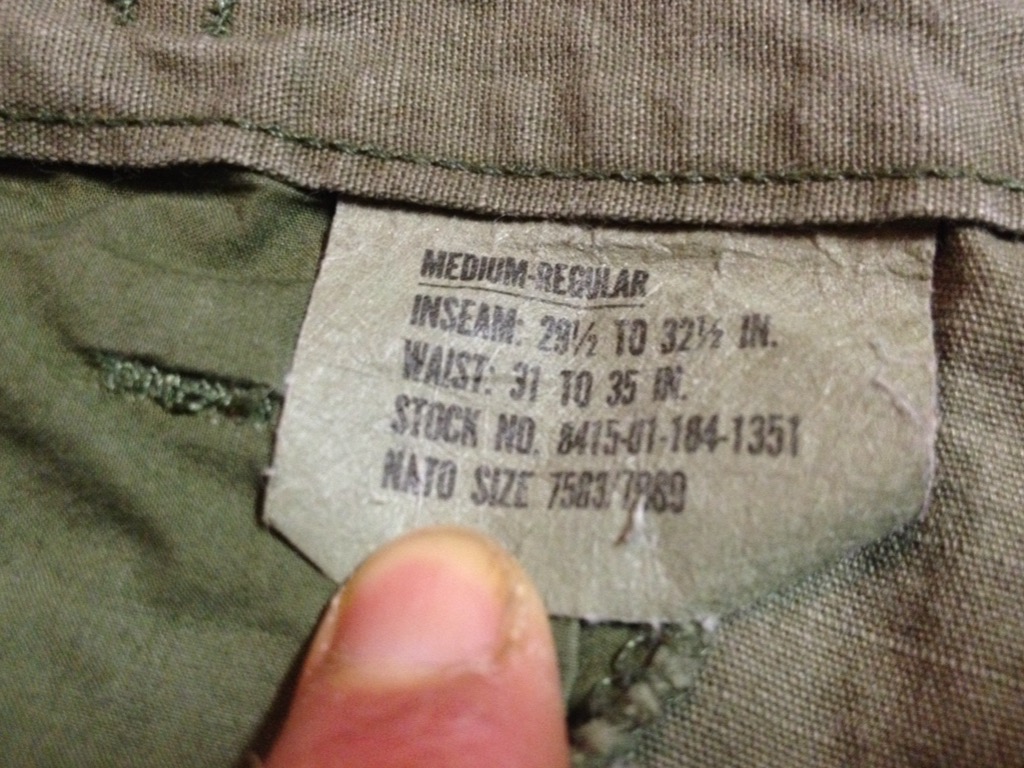 MEDIUM-REGULAR
INSEAM: 29½ TO 32½ IN.
WAIST: 31 TO 35 IN.
STOCK NO. 8415-01-184-1351
NATO SIZE 7583/7989